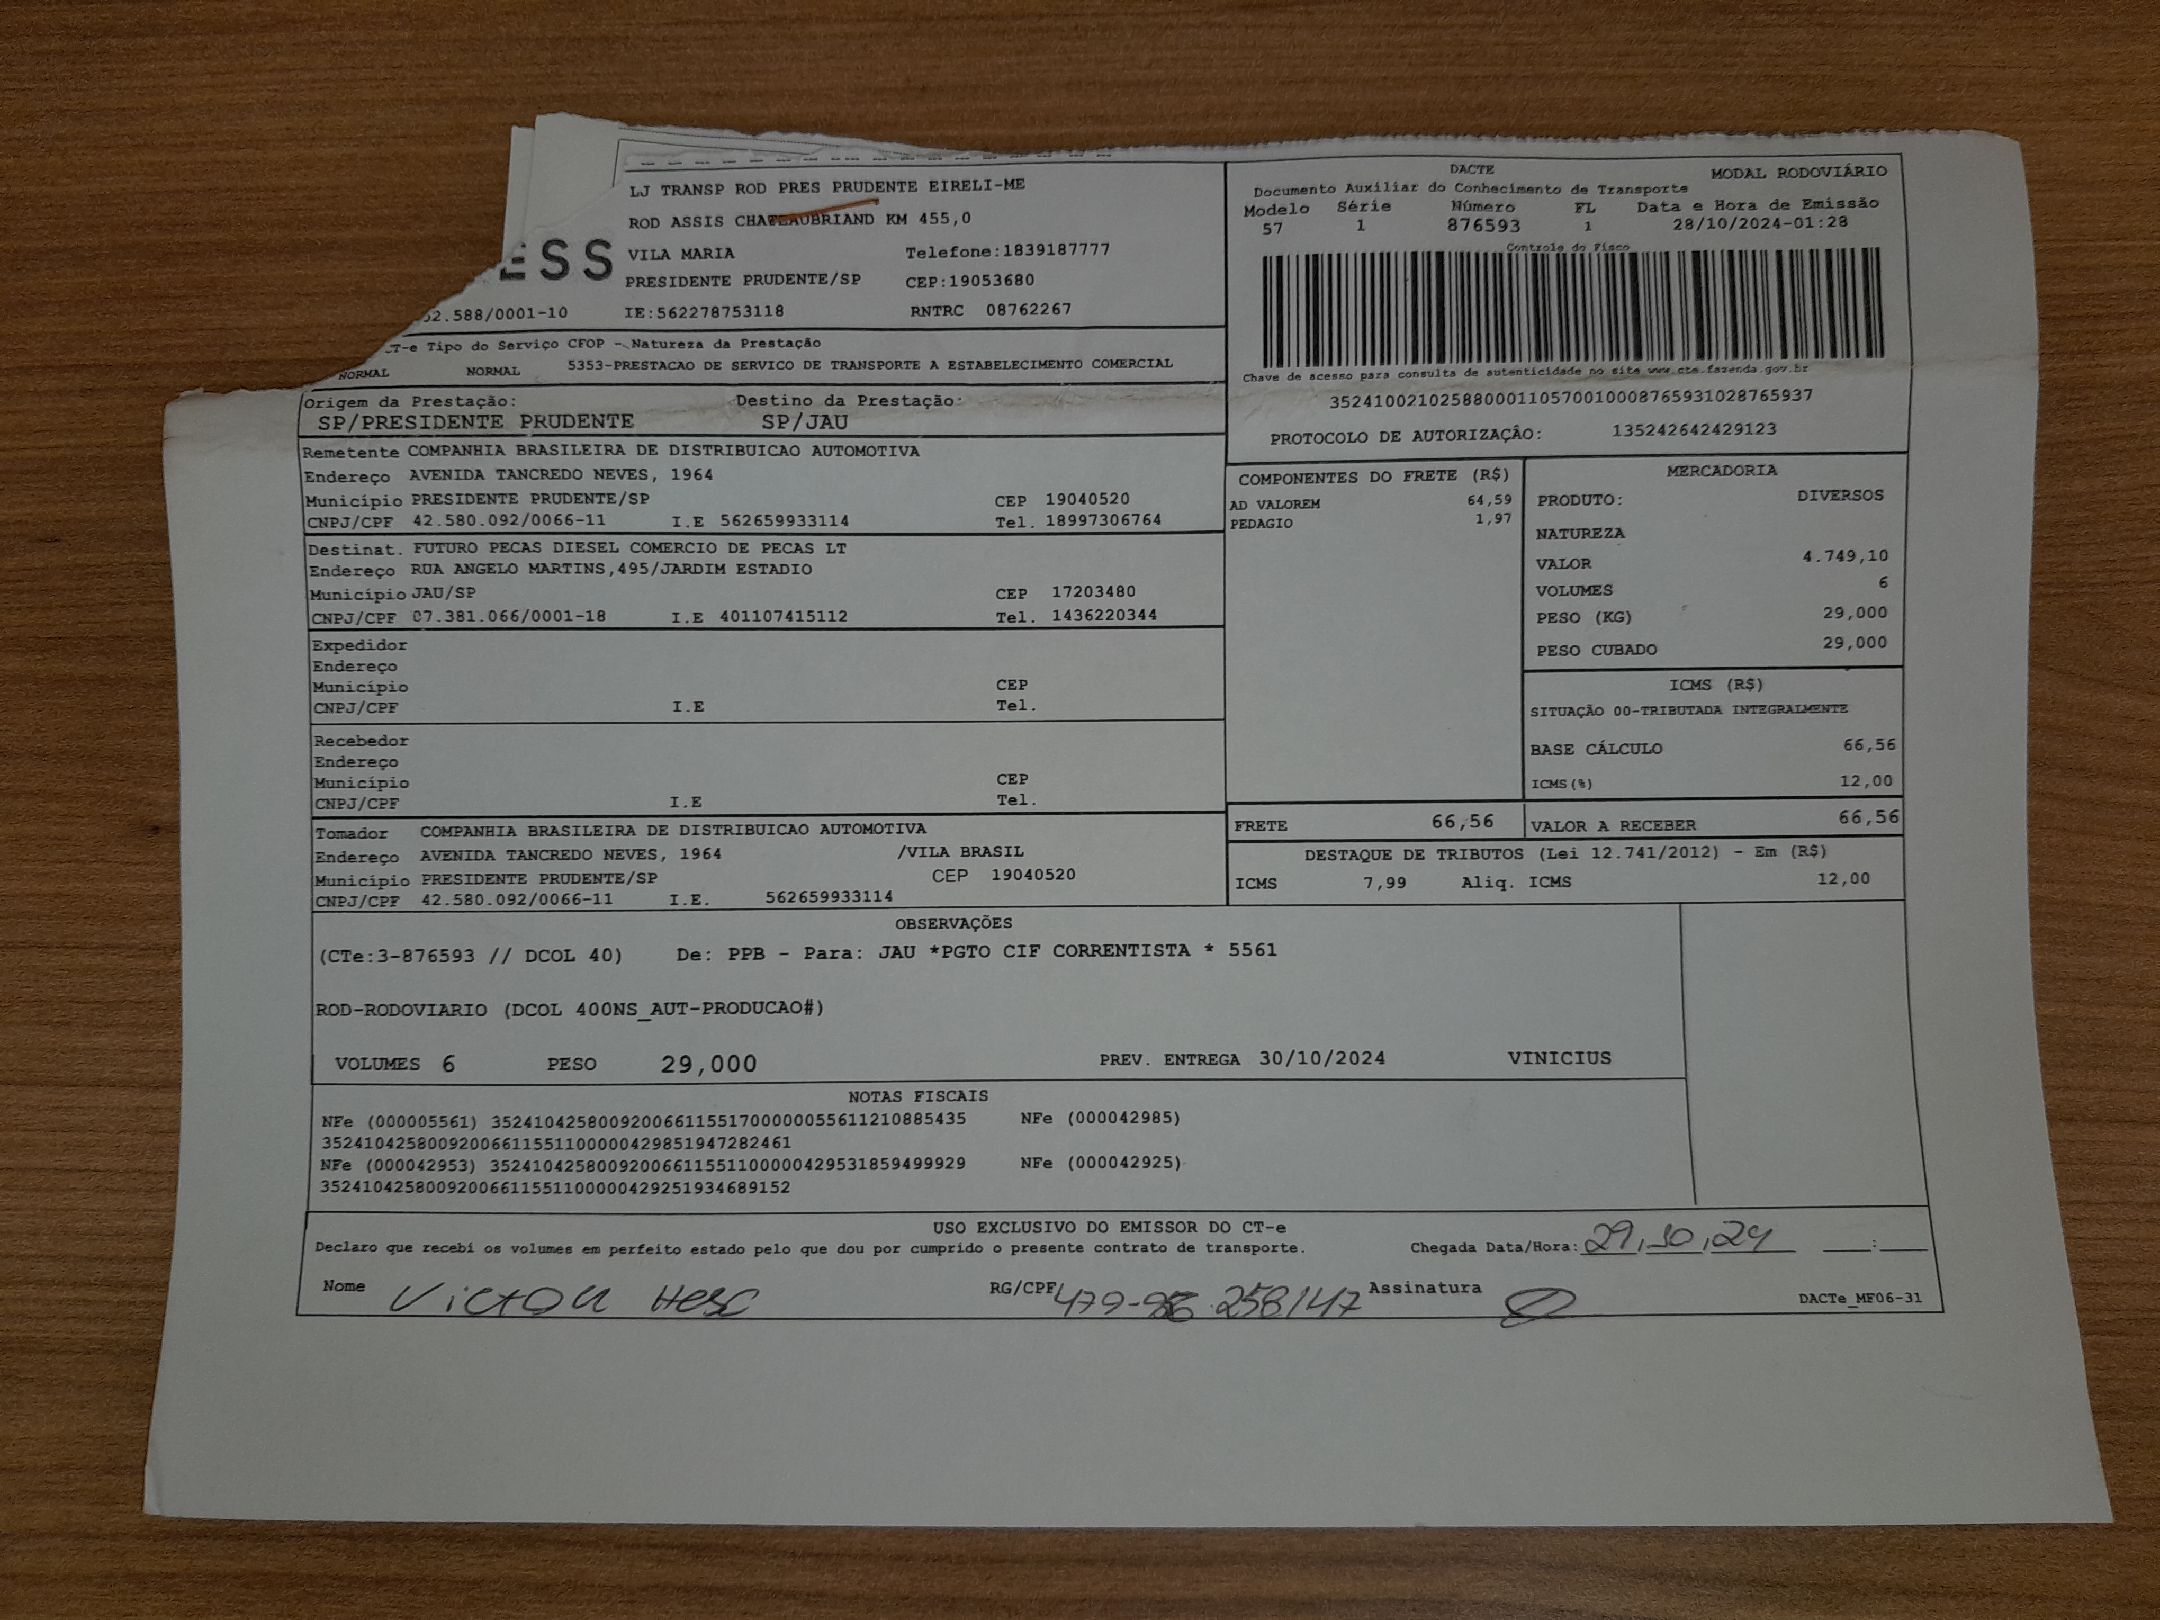 LJ TRANSP ROD PRES PRUDENTE EIRELI-ME
ROD ASSIS CHATEAUBRIAND KM 455,0
ESS
VILA MARIA Telefone:1839187777
PRESIDENTE PRUDENTE/SP CEP:19053680
52.588/0001-10 IE:562278753118 RNTRC 08762267
CT-e Tipo do Serviço CFOP - Natureza da Prestação
NORMAL NORMAL 5353-PRESTACAO DE SERVICO DE TRANSPORTE A ESTABELECIMENTO COMERCIAL
DACTE MODAL RODOVIÁRIO
Documento Auxiliar do Conhecimento de Transporte
Modelo Série Número FL Data e Hora de Emissão
57 1 876593 1 28/10/2024-01:28
Controle do Fisco
Chave de acesso para consulta de autenticidade no site www.cte.fazenda.gov.br
35241002102588000110570010008765931028765937
PROTOCOLO DE AUTORIZAÇÂO: 135242642429123
Origem da Prestação: Destino da Prestação:
SP/PRESIDENTE PRUDENTE SP/JAU
Remetente COMPANHIA BRASILEIRA DE DISTRIBUICAO AUTOMOTIVA
Endereço AVENIDA TANCREDO NEVES, 1964
Município PRESIDENTE PRUDENTE/SP CEP 19040520
CNPJ/CPF 42.580.092/0066-11 I.E 562659933114 Tel. 18997306764
Destinat. FUTURO PECAS DIESEL COMERCIO DE PECAS LT
Endereço RUA ANGELO MARTINS,495/JARDIM ESTADIO
Município JAU/SP CEP 17203480
CNPJ/CPF 07.381.066/0001-18 I.E 401107415112 Tel. 1436220344
Expedidor
Endereço
Município CEP
CNPJ/CPF I.E Tel.
Recebedor
Endereço
Município CEP
CNPJ/CPF I.E Tel.
Tomador COMPANHIA BRASILEIRA DE DISTRIBUICAO AUTOMOTIVA
Endereço AVENIDA TANCREDO NEVES, 1964 /VILA BRASIL
Município PRESIDENTE PRUDENTE/SP CEP 19040520
CNPJ/CPF 42.580.092/0066-11 I.E. 562659933114
COMPONENTES DO FRETE (R$)
AD VALOREM 64,59
PEDAGIO 1,97
MERCADORIA
PRODUTO: DIVERSOS
NATUREZA
VALOR 4.749,10
VOLUMES 6
PESO (KG) 29,000
PESO CUBADO 29,000
ICMS (R$)
SITUAÇÃO 00-TRIBUTADA INTEGRALMENTE
BASE CÁLCULO 66,56
ICMS(%) 12,00
FRETE 66,56 VALOR A RECEBER 66,56
DESTAQUE DE TRIBUTOS (Lei 12.741/2012) - Em (R$)
ICMS 7,99 Aliq. ICMS 12,00
OBSERVAÇÕES
(CTe:3-876593 // DCOL 40) De: PPB - Para: JAU *PGTO CIF CORRENTISTA * 5561
ROD-RODOVIARIO (DCOL 400NS_AUT-PRODUCAO#)
VOLUMES 6 PESO 29,000 PREV. ENTREGA 30/10/2024 VINICIUS
NOTAS FISCAIS
NFe (000005561) 35241042580092006611551700000055611210885435 NFe (000042985)
35241042580092006611551100000429851947282461
NFe (000042953) 35241042580092006611551100000429531859499929 NFe (000042925)
35241042580092006611551100000429251934689152
USO EXCLUSIVO DO EMISSOR DO CT-e
Declaro que recebi os volumes em perfeito estado pelo que dou por cumprido o presente contrato de transporte. Chegada Data/Hora: ___:___
Nome Victor RG/CPF Assinatura
DACTe_MF06-31